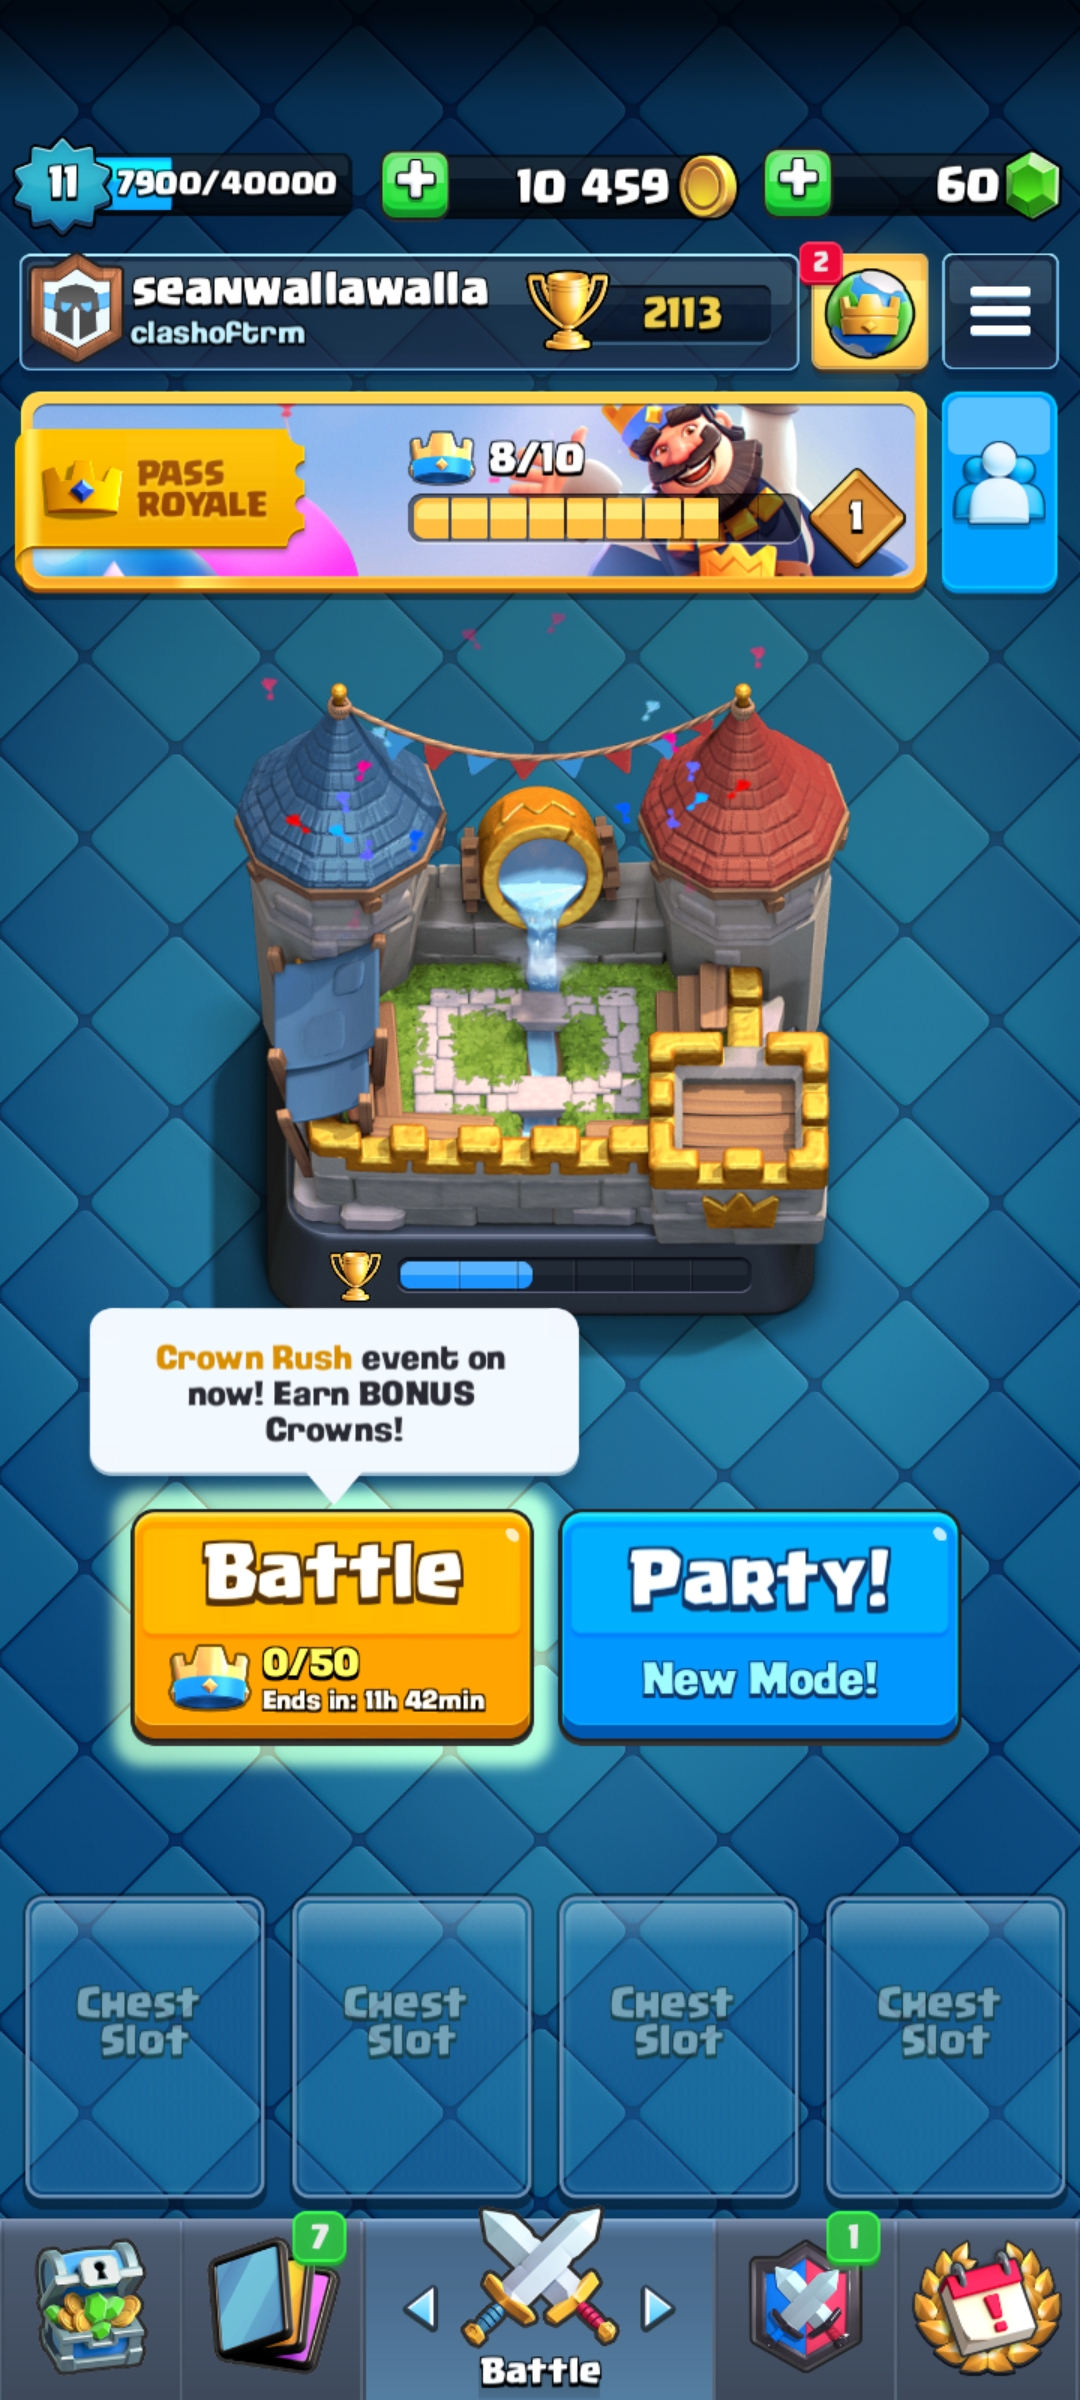 11
7900/40000
10 459
60
seanwallawalla
2113
2
clashoftrm
PASS
ROYALE
8/10
1
Crown Rush event on
now! Earn BONUS
Crowns!
Battle
0/50
Ends in: 11h 42min
Party!
New Mode!
Chest
Slot
Chest
Slot
Chest
Slot
Chest
Slot
7
1
Battle